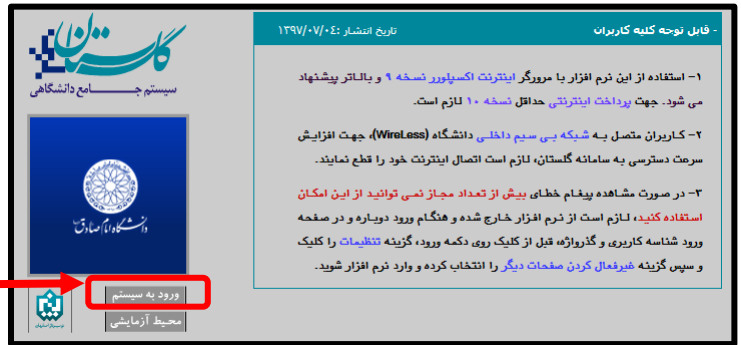 - قابل توجه کلیه کاربران
تاریخ انتشار :۱۳۹۷/۰۷/۰٤
۱- استفاده از این نرم افزار با مرورگر اینترنت اکسپلورر نسخه ۹ و بالاتر پیشنهاد
می شود. جهت پرداخت اینترنتی حداقل نسخه ۱۰ لازم است.
۲- کاربران متصل به شبکه بی سیم داخلی دانشگاه (WireLess)، جهت افزایش
سرعت دسترسی به سامانه گلستان، لازم است اتصال اینترنت خود را قطع نمایند.
۳- در صورت مشاهده پیغام خطای بیش از تعداد مجاز نمی توانید از این امکان
استفاده کنید، لازم است از نرم افزار خارج شده و هنگام ورود دوباره و در صفحه
ورود شناسه کاربری و گذرواژه، قبل از کلیک روی دکمه ورود، گزینه تنظیمات را کلیک
و سپس گزینه غیرفعال کردن صفحات دیگر را انتخاب کرده و وارد نرم افزار شوید.
گلستان
سیستم جامع دانشگاهی
دانشگاه امام صادق
ورود به سیستم
محیط آزمایشی